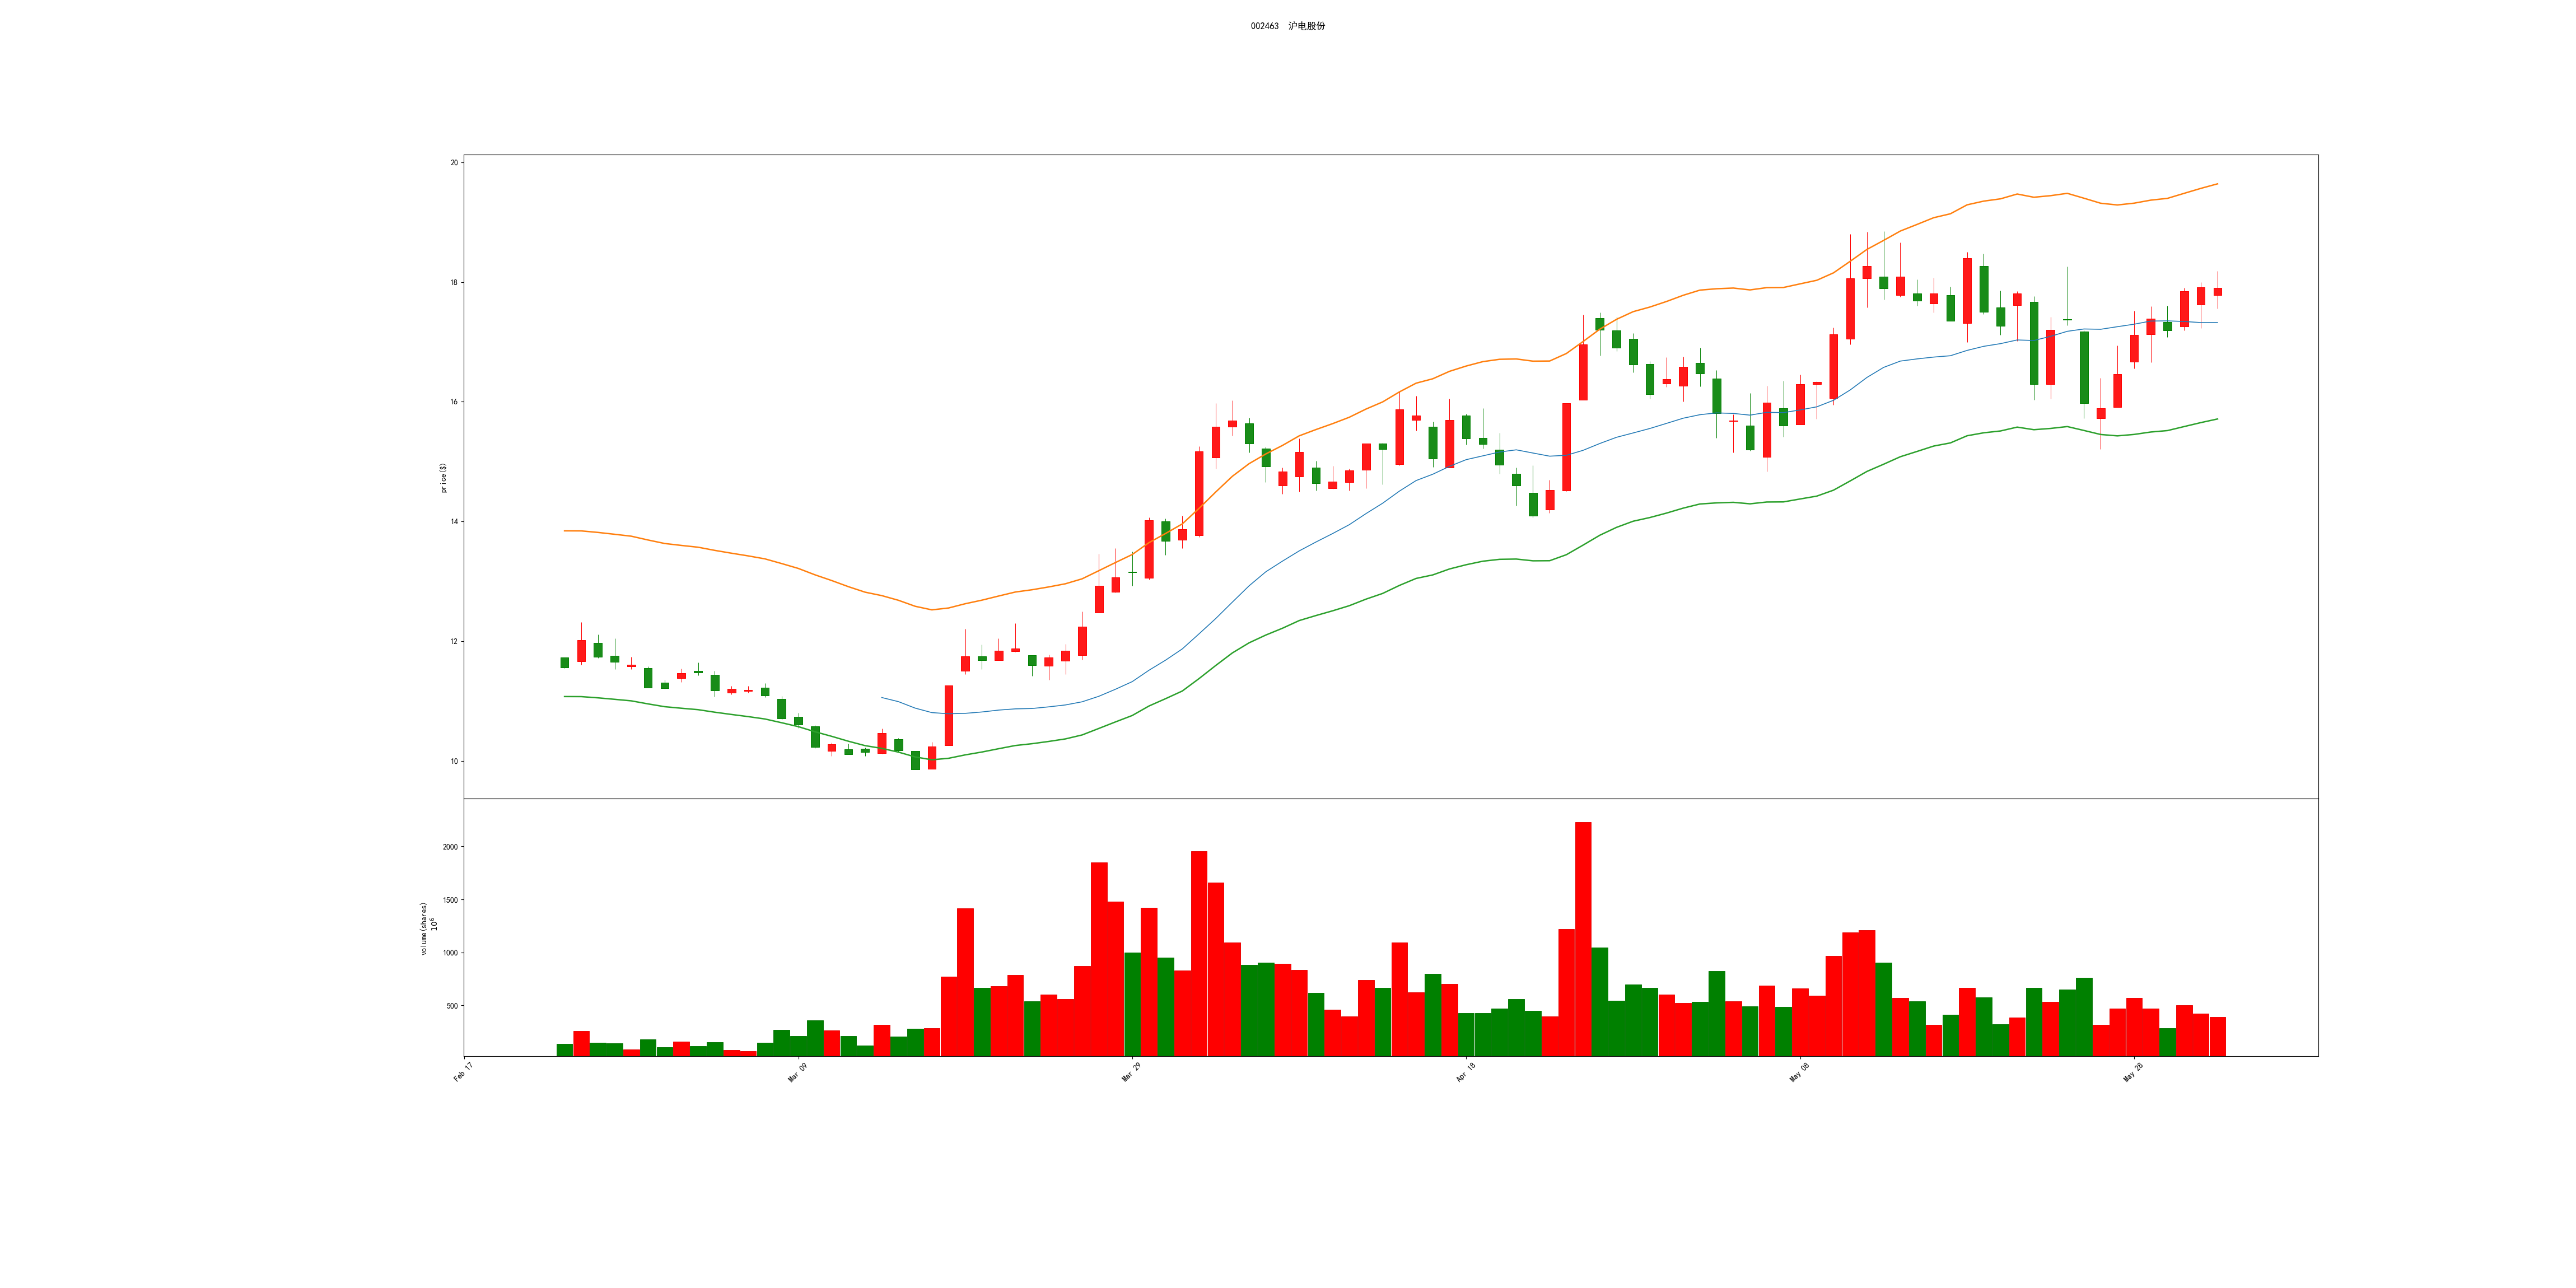 002463 沪电股份
20
18
16
14
12
10
price($)
2000
1500
1000
500
volume(shares)
10⁶
Feb 17
Mar 09
Mar 29
Apr 18
May 08
May 28